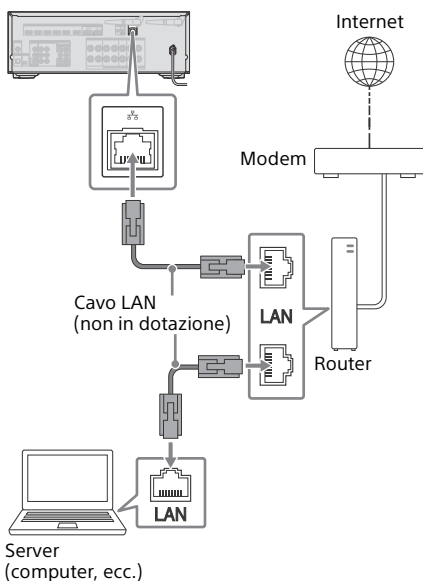 Internet
Modem
Cavo LAN
(non in dotazione)
LAN
Router
LAN
Server
(computer, ecc.)